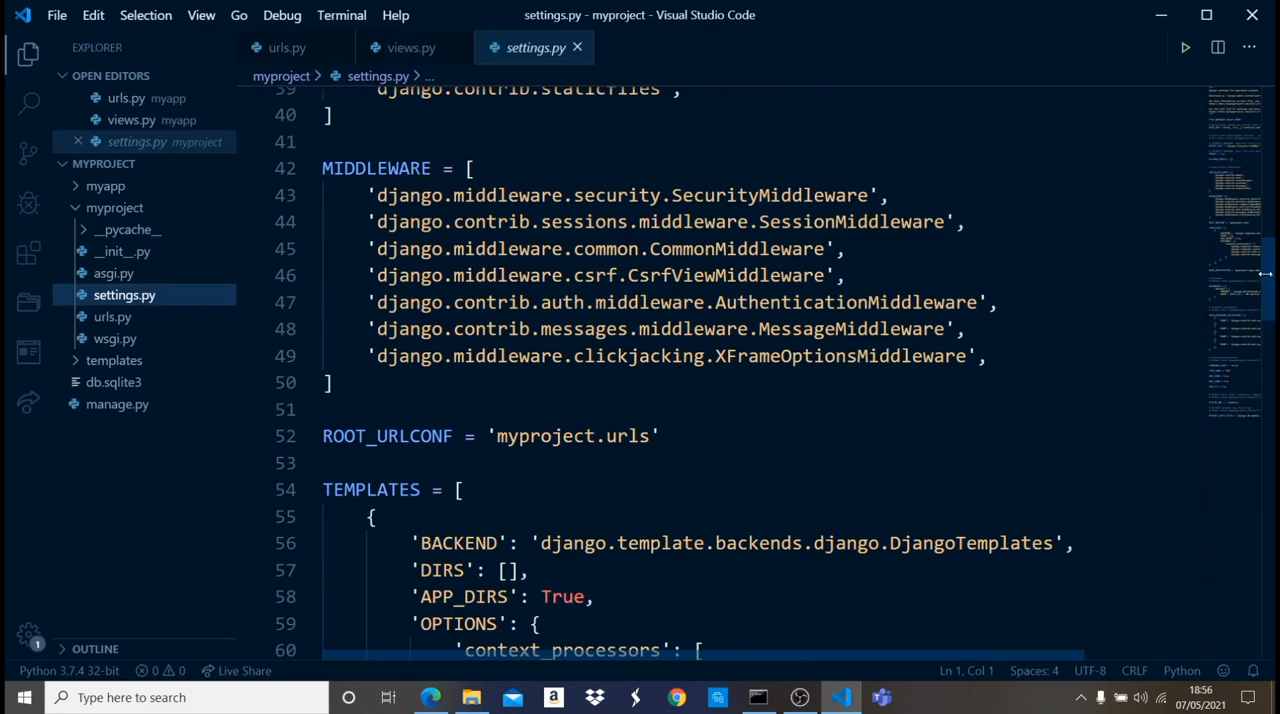 File Edit Selection View Go Debug Terminal Help
settings.py - myproject - Visual Studio Code
EXPLORER
OPEN EDITORS
urls.py myapp
views.py myapp
settings.py myproject
MYPROJECT
myapp
myproject
__pycache__
__init__.py
asgi.py
settings.py
urls.py
wsgi.py
templates
db.sqlite3
manage.py
OUTLINE
urls.py views.py settings.py
myproject > settings.py > ...
39 'django.contrib.staticfiles',
40 ]
41
42 MIDDLEWARE = [
43 'django.middleware.security.SecurityMiddleware',
44 'django.contrib.sessions.middleware.SessionMiddleware',
45 'django.middleware.common.CommonMiddleware',
46 'django.middleware.csrf.CsrfViewMiddleware',
47 'django.contrib.auth.middleware.AuthenticationMiddleware',
48 'django.contrib.messages.middleware.MessageMiddleware',
49 'django.middleware.clickjacking.XFrameOptionsMiddleware',
50 ]
51
52 ROOT_URLCONF = 'myproject.urls'
53
54 TEMPLATES = [
55 {
56 'BACKEND': 'django.template.backends.django.DjangoTemplates',
57 'DIRS': [],
58 'APP_DIRS': True,
59 'OPTIONS': {
60 'context_processors': [
1
Python 3.7.4 32-bit 0 0 Live Share Ln 1, Col 1 Spaces: 4 UTF-8 CRLF Python
Type here to search
18:56
07/05/2021